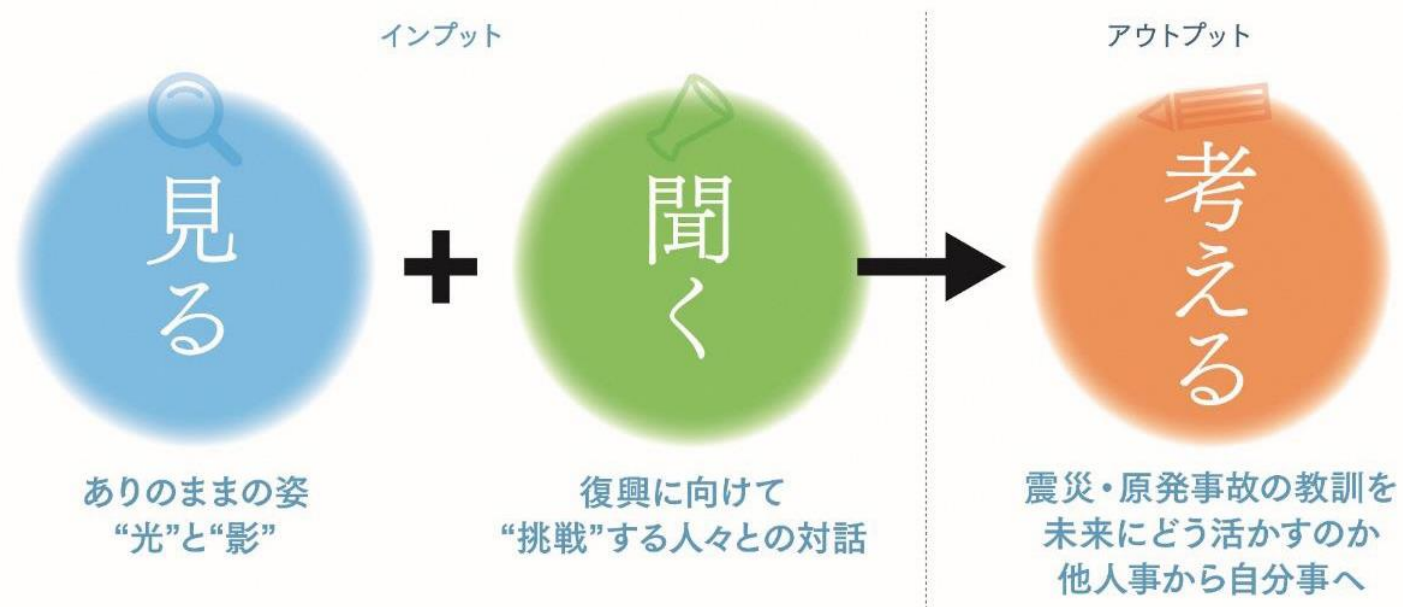 インプット
アウトプット
見る
聞く
考える
ありのままの姿
“光”と“影”
復興に向けて
“挑戦”する人々との対話
震災・原発事故の教訓を
未来にどう活かすのか
他人事から自分事へ